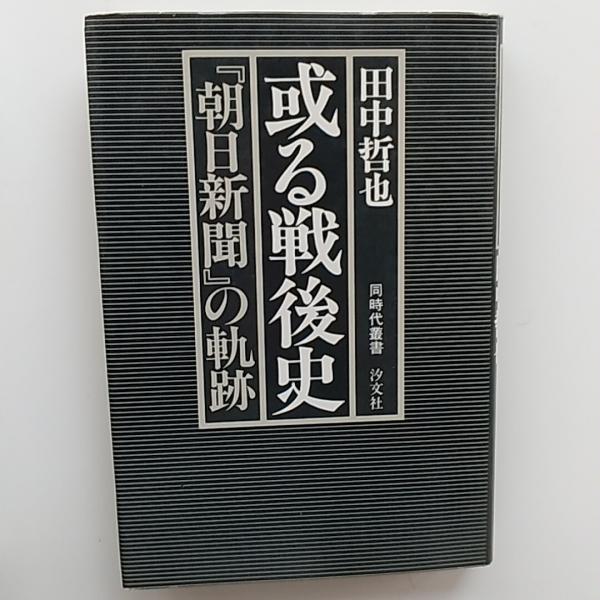 田中哲也
同時代叢書 汐文社
或る戦後史
『朝日新聞』の軌跡